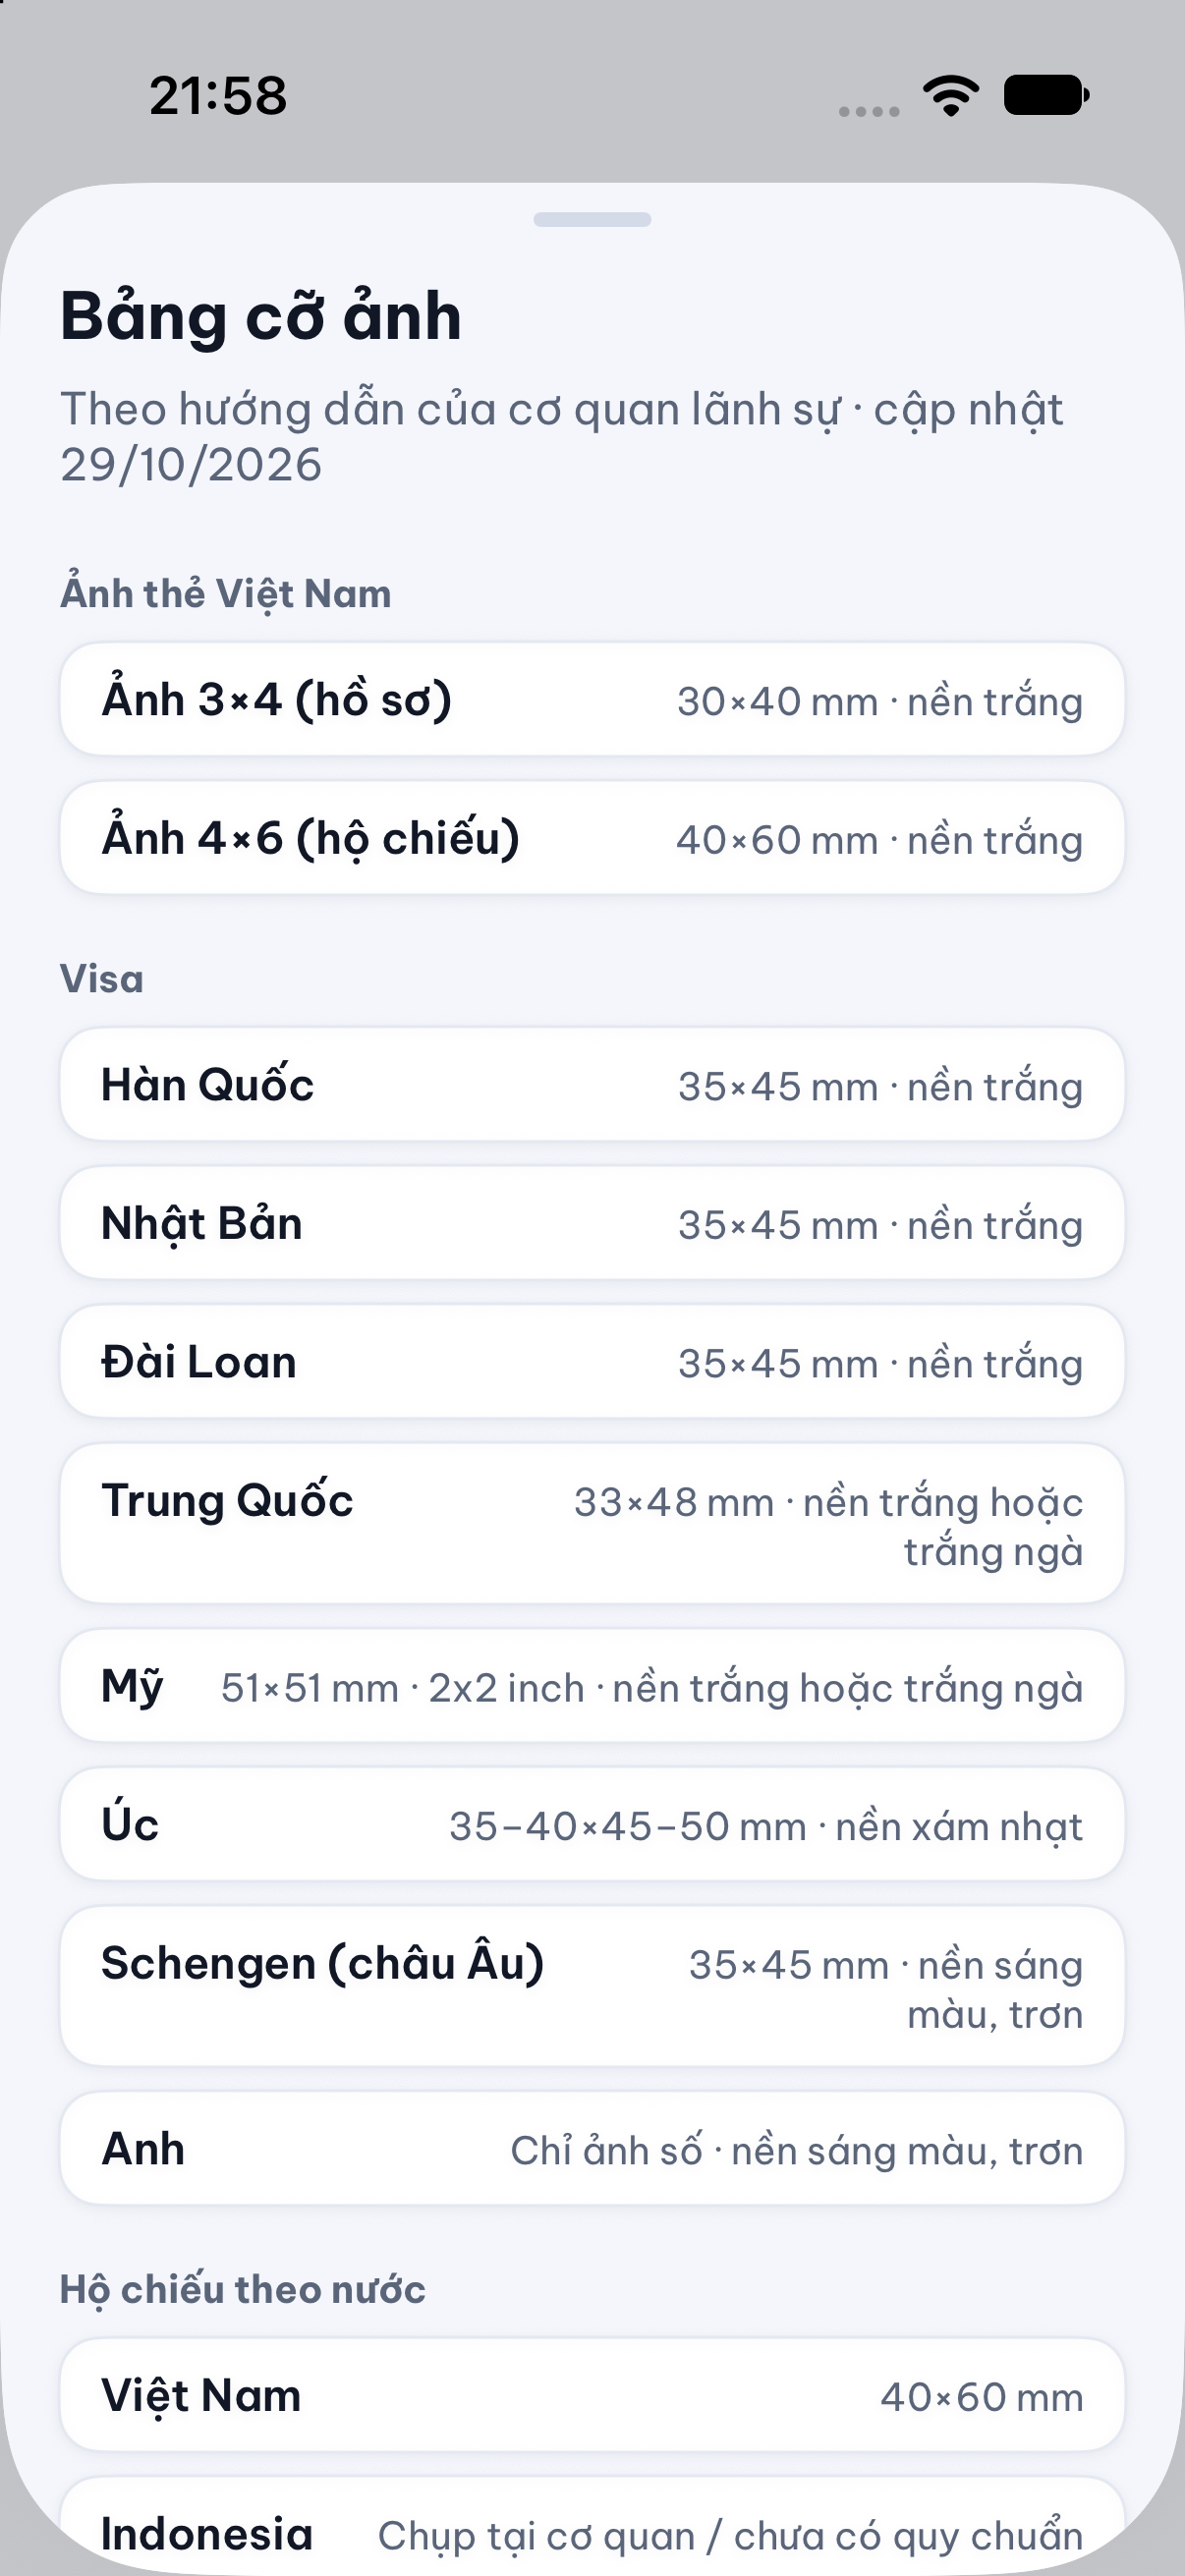 21:58
Bảng cỡ ảnh
Theo hướng dẫn của cơ quan lãnh sự · cập nhật
29/10/2026
Ảnh thẻ Việt Nam
Ảnh 3×4 (hồ sơ) 30×40 mm · nền trắng
Ảnh 4×6 (hộ chiếu) 40×60 mm · nền trắng
Visa
Hàn Quốc 35×45 mm · nền trắng
Nhật Bản 35×45 mm · nền trắng
Đài Loan 35×45 mm · nền trắng
Trung Quốc 33×48 mm · nền trắng hoặc
trắng ngà
Mỹ 51×51 mm · 2x2 inch · nền trắng hoặc trắng ngà
Úc 35–40×45–50 mm · nền xám nhạt
Schengen (châu Âu) 35×45 mm · nền sáng
màu, trơn
Anh Chỉ ảnh số · nền sáng màu, trơn
Hộ chiếu theo nước
Việt Nam 40×60 mm
Indonesia Chụp tại cơ quan / chưa có quy chuẩn